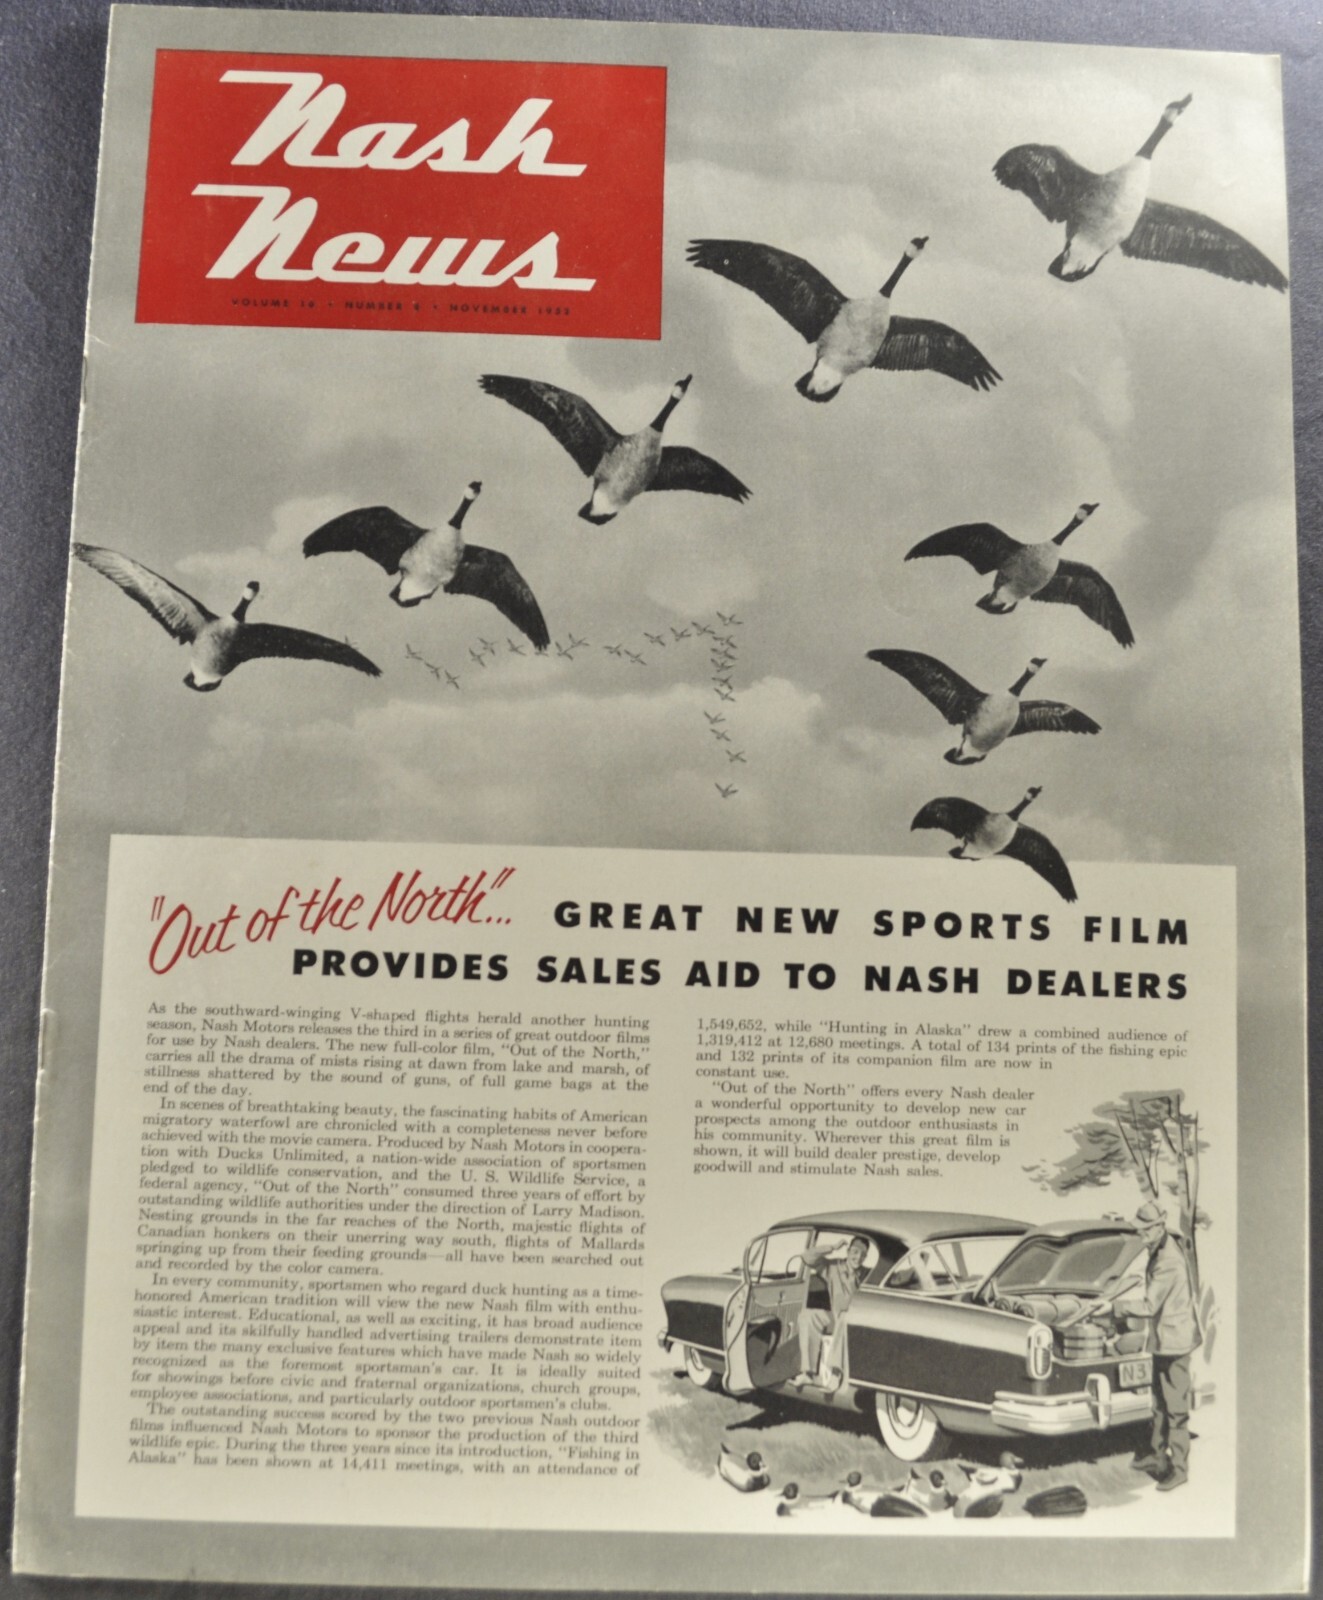 Nash
News
VOLUME 19 • NUMBER 9 • NOVEMBER 1952
"Out of the North"... GREAT NEW SPORTS FILM
PROVIDES SALES AID TO NASH DEALERS
As the southward-winging V-shaped flights herald another hunting
season, Nash Motors releases the third in a series of great outdoor films
for use by Nash dealers. The new full-color film, "Out of the North,"
carries all the drama of mists rising at dawn from lake and marsh, of
stillness shattered by the sound of guns, of full game bags at the
end of the day.
In scenes of breathtaking beauty, the fascinating habits of American
migratory waterfowl are chronicled with a completeness never before
achieved with the movie camera. Produced by Nash Motors in coopera-
tion with Ducks Unlimited, a nation-wide association of sportsmen
pledged to wildlife conservation, and the U. S. Wildlife Service, a
federal agency, "Out of the North" consumed three years of effort by
outstanding wildlife authorities under the direction of Larry Madison.
Nesting grounds in the far reaches of the North, majestic flights of
Canadian honkers on their unerring way south, flights of Mallards
springing up from their feeding grounds—all have been searched out
and recorded by the color camera.
In every community, sportsmen who regard duck hunting as a time-
honored American tradition will view the new Nash film with enthu-
siastic interest. Educational, as well as exciting, it has broad audience
appeal and its skilfully handled advertising trailers demonstrate item
by item the many exclusive features which have made Nash so widely
recognized as the foremost sportsman's car. It is ideally suited
for showings before civic and fraternal organizations, church groups,
employee associations, and particularly outdoor sportsmen's clubs.
The outstanding success scored by the two previous Nash outdoor
films influenced Nash Motors to sponsor the production of the third
wildlife epic. During the three years since its introduction, "Fishing in
Alaska" has been shown at 14,411 meetings, with an attendance of
1,549,652, while "Hunting in Alaska" drew a combined audience of
1,319,412 at 12,680 meetings. A total of 134 prints of the fishing epic
and 132 prints of its companion film are now in
constant use.
"Out of the North" offers every Nash dealer
a wonderful opportunity to develop new car
prospects among the outdoor enthusiasts in
his community. Wherever this great film is
shown, it will build dealer prestige, develop
goodwill and stimulate Nash sales.
N3